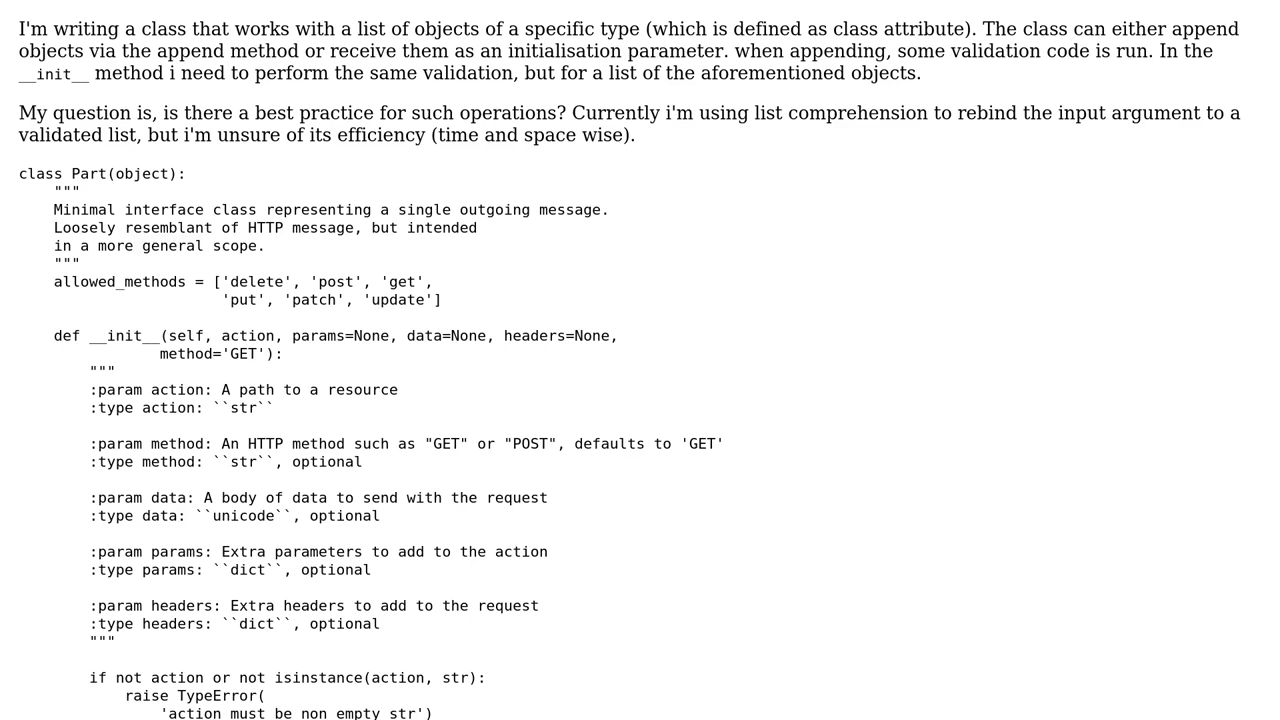 I'm writing a class that works with a list of objects of a specific type (which is defined as class attribute). The class can either append
objects via the append method or receive them as an initialisation parameter. when appending, some validation code is run. In the
__init__ method i need to perform the same validation, but for a list of the aforementioned objects.
My question is, is there a best practice for such operations? Currently i'm using list comprehension to rebind the input argument to a
validated list, but i'm unsure of its efficiency (time and space wise).
class Part(object):
    """
    Minimal interface class representing a single outgoing message.
    Loosely resemblant of HTTP message, but intended
    in a more general scope.
    """
    allowed_methods = ['delete', 'post', 'get',
                       'put', 'patch', 'update']
    def __init__(self, action, params=None, data=None, headers=None,
                method='GET'):
        """
        :param action: A path to a resource
        :type action: ``str``
        :param method: An HTTP method such as "GET" or "POST", defaults to 'GET'
        :type method: ``str``, optional
        :param data: A body of data to send with the request
        :type data: ``unicode``, optional
        :param params: Extra parameters to add to the action
        :type params: ``dict``, optional
        :param headers: Extra headers to add to the request
        :type headers: ``dict``, optional
        """
        if not action or not isinstance(action, str):
            raise TypeError(
                'action must be non empty str')